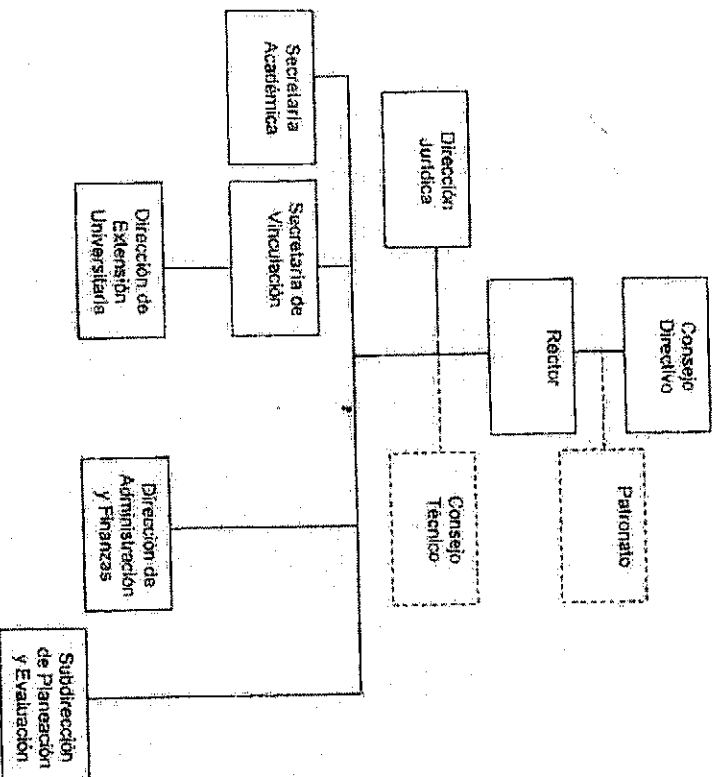 Consejo
Directivo
Patronato
Rector
Dirección
Jurídica
Consejo
Técnico
Secretaría
Académica
Secretaria de
Vinculación
Dirección de
Administración
y Finanzas
Subdirección
de Planeación
y Evaluación
Dirección de
Extensión
Universitaria